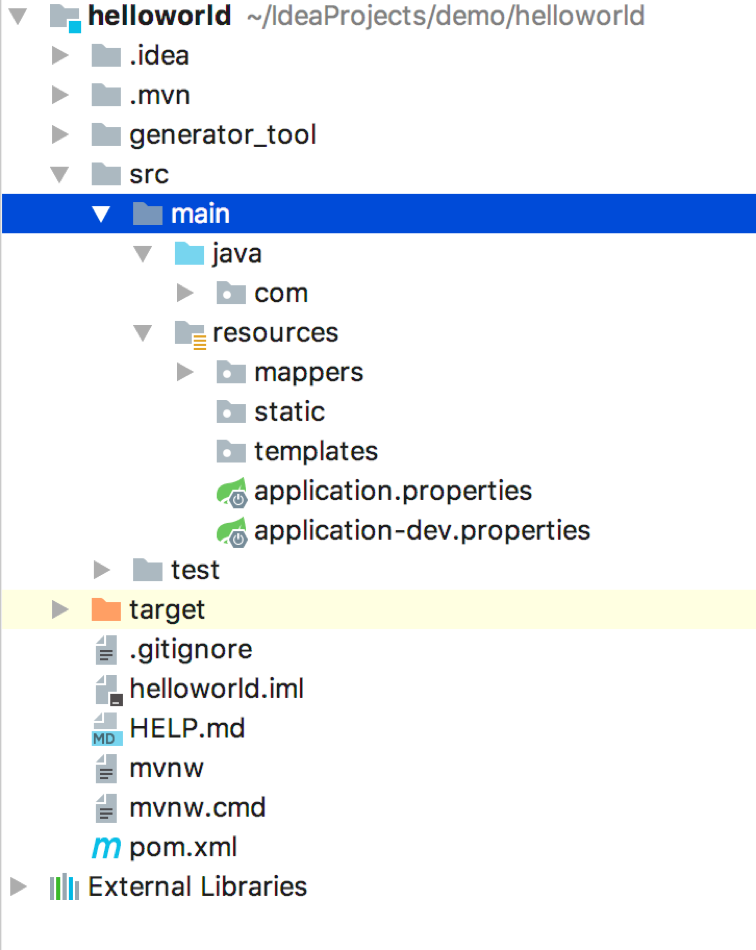 helloworld ~/IdeaProjects/demo/helloworld
.idea
.mvn
generator_tool
src
main
java
com
resources
mappers
static
templates
application.properties
application-dev.properties
test
target
.gitignore
helloworld.iml
MD HELP.md
mvnw
mvnw.cmd
m pom.xml
External Libraries